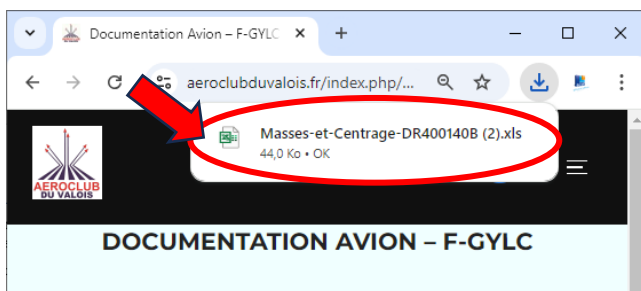 Documentation Avion – F-GYLC
aeroclubduvalois.fr/index.php/...
Masses-et-Centrage-DR400140B (2).xls
44,0 Ko • OK
AEROCLUB
DU VALOIS
DOCUMENTATION AVION – F-GYLC